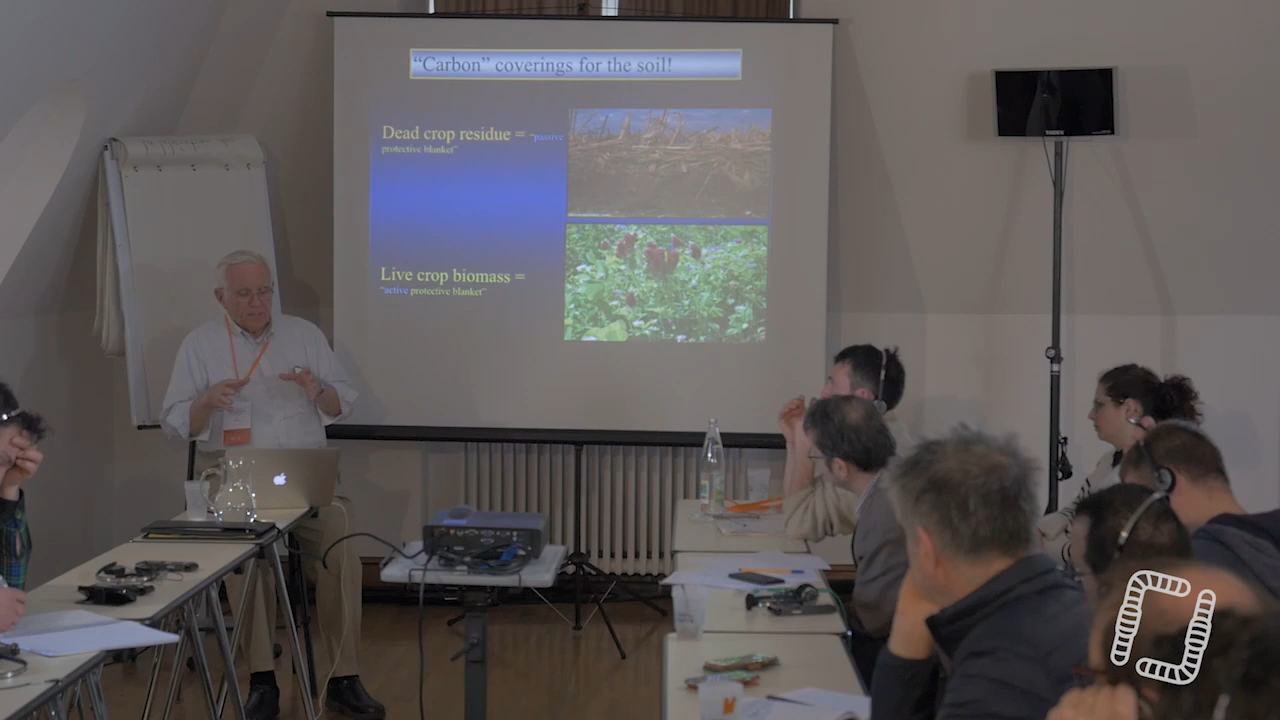 “Carbon” coverings for the soil!
Dead crop residue = “passive
protective blanket”
Live crop biomass =
“active protective blanket”